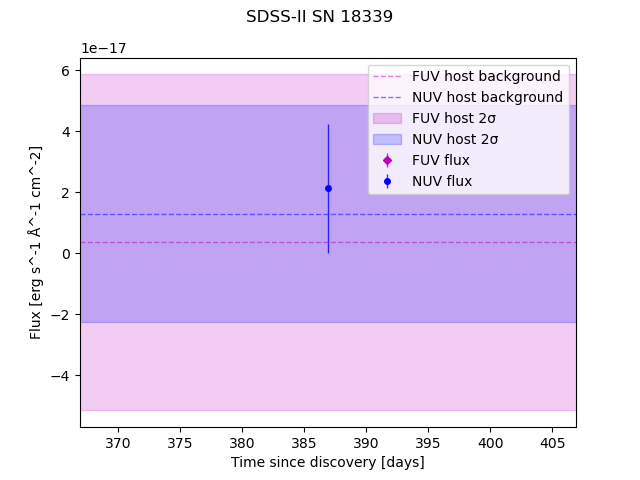 SDSS-II SN 18339
1e−17
FUV host background
NUV host background
FUV host 2σ
NUV host 2σ
FUV flux
NUV flux
6
4
2
0
−2
−4
Flux [erg s^-1 Å^-1 cm^-2]
370 375 380 385 390 395 400 405
Time since discovery [days]